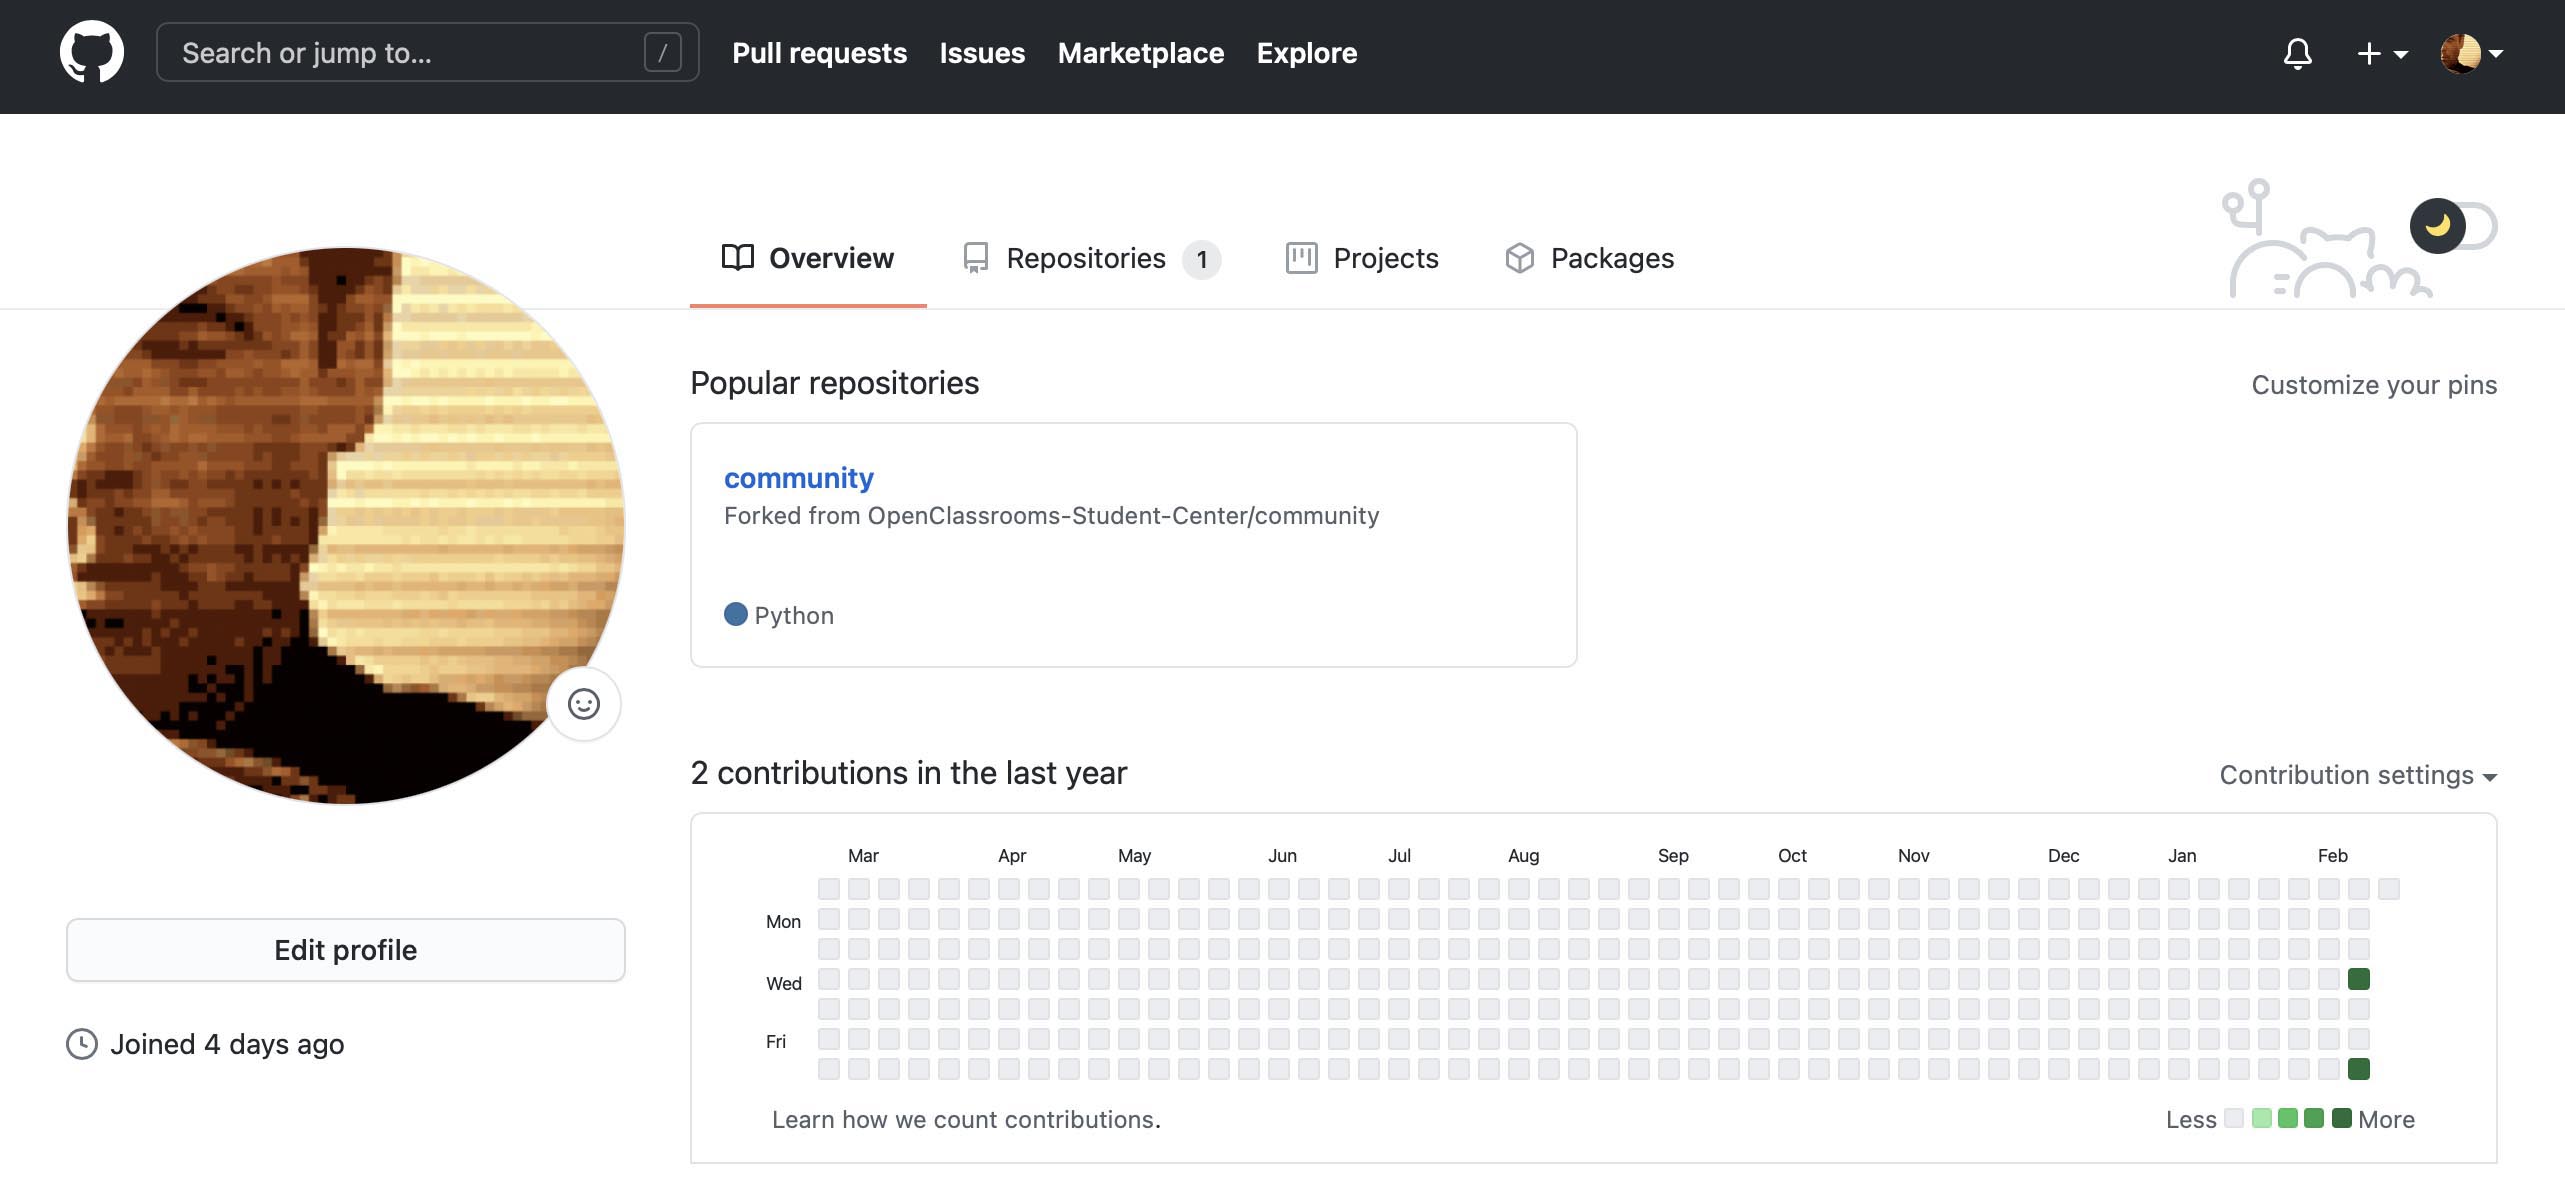 Search or jump to... /
Pull requests Issues Marketplace Explore
Overview Repositories 1 Projects Packages
Popular repositories
Customize your pins
community
Forked from OpenClassrooms-Student-Center/community
Python
2 contributions in the last year
Contribution settings
Mar Apr May Jun Jul Aug Sep Oct Nov Dec Jan Feb
Mon
Wed
Fri
Learn how we count contributions.
Less More
Edit profile
Joined 4 days ago